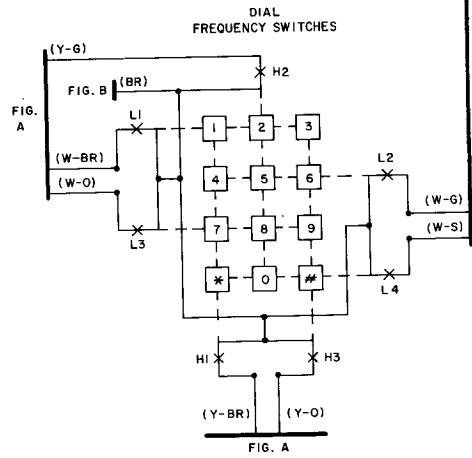 DIAL
FREQUENCY SWITCHES
(Y-G)
H2
FIG. B
(BR)
FIG.
A
L1
1
2
3
(W-BR)
4
5
6
L2
(W-O)
(W-G)
7
8
9
(W-S)
L3
*
0
#
L4
H1
H3
(Y-BR)
(Y-O)
FIG. A